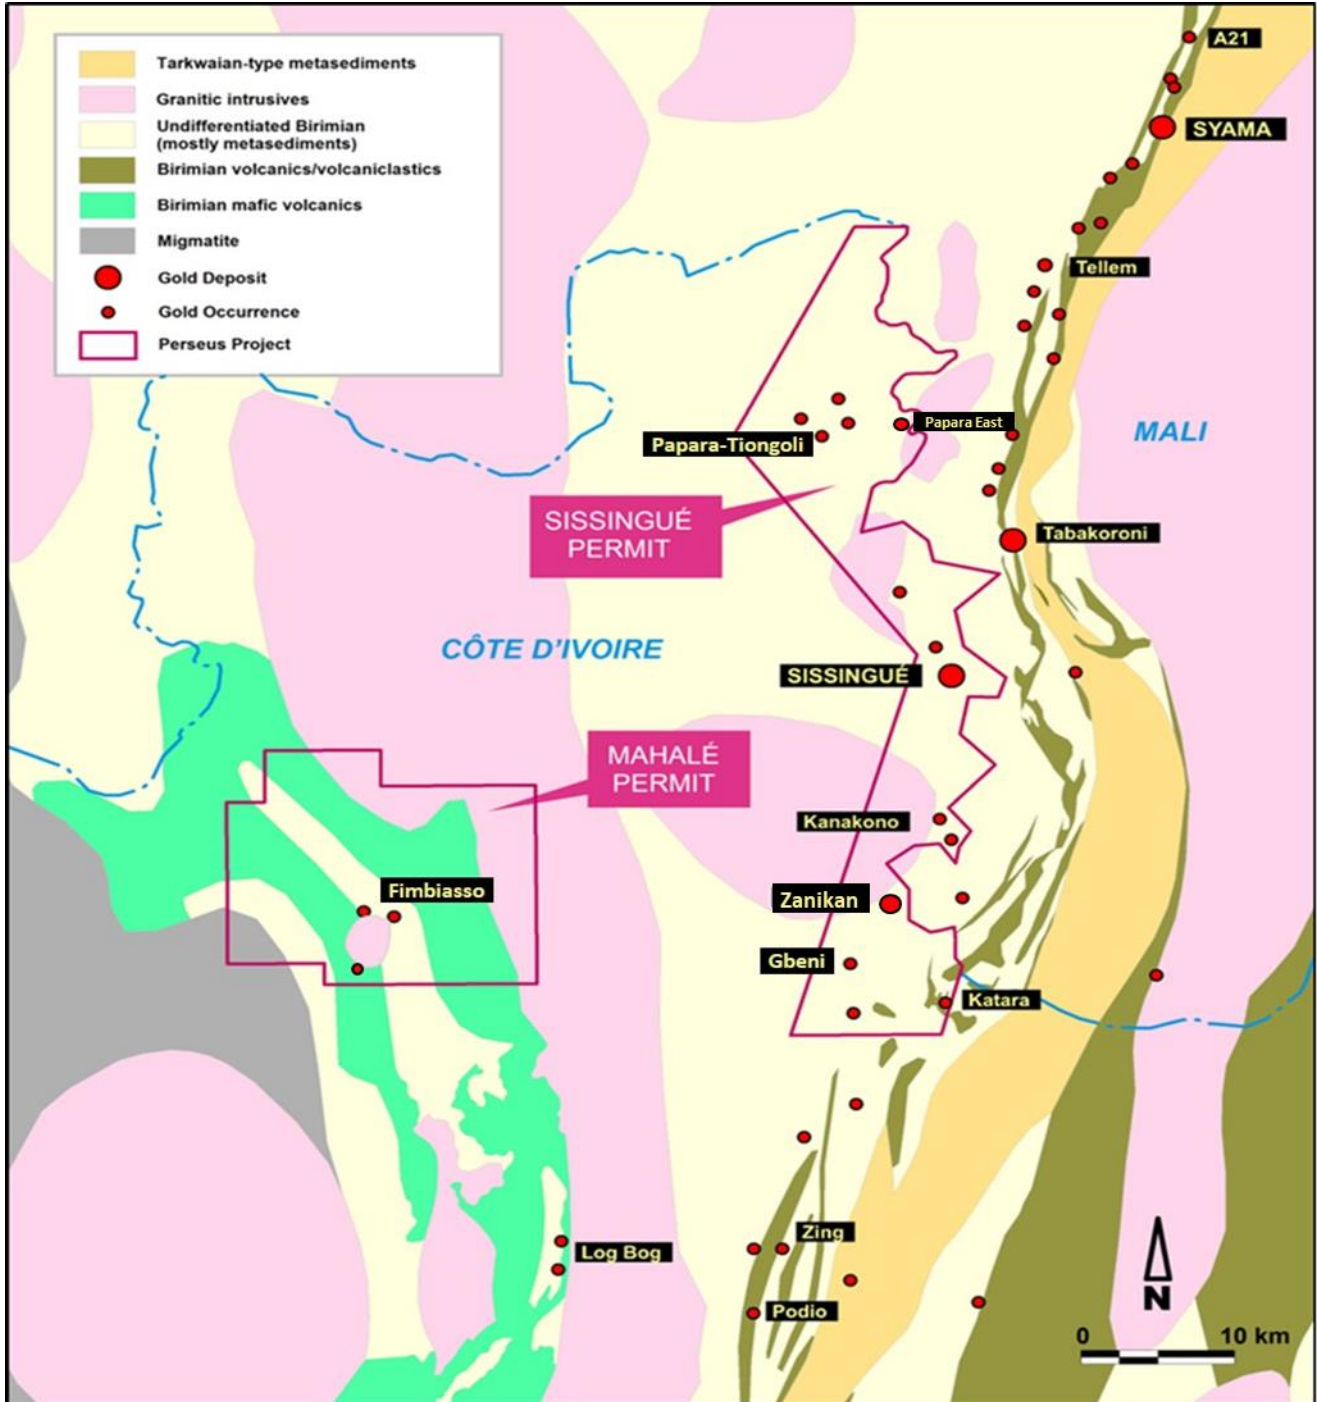 Tarkwaian-type metasediments
Granitic intrusives
Undifferentiated Birimian
(mostly metasediments)
Birimian volcanics/volcaniclastics
Birimian mafic volcanics
Migmatite
Gold Deposit
Gold Occurrence
Perseus Project
A21
SYAMA
Tellem
Papara East
Papara-Tiongoli
MALI
SISSINGUÉ
PERMIT
Tabakoroni
CÔTE D'IVOIRE
SISSINGUÉ
MAHALÉ
PERMIT
Kanakono
Fimbiasso
Zanikan
Gbeni
Katara
Zing
Log Bog
Podio
N
0 10 km